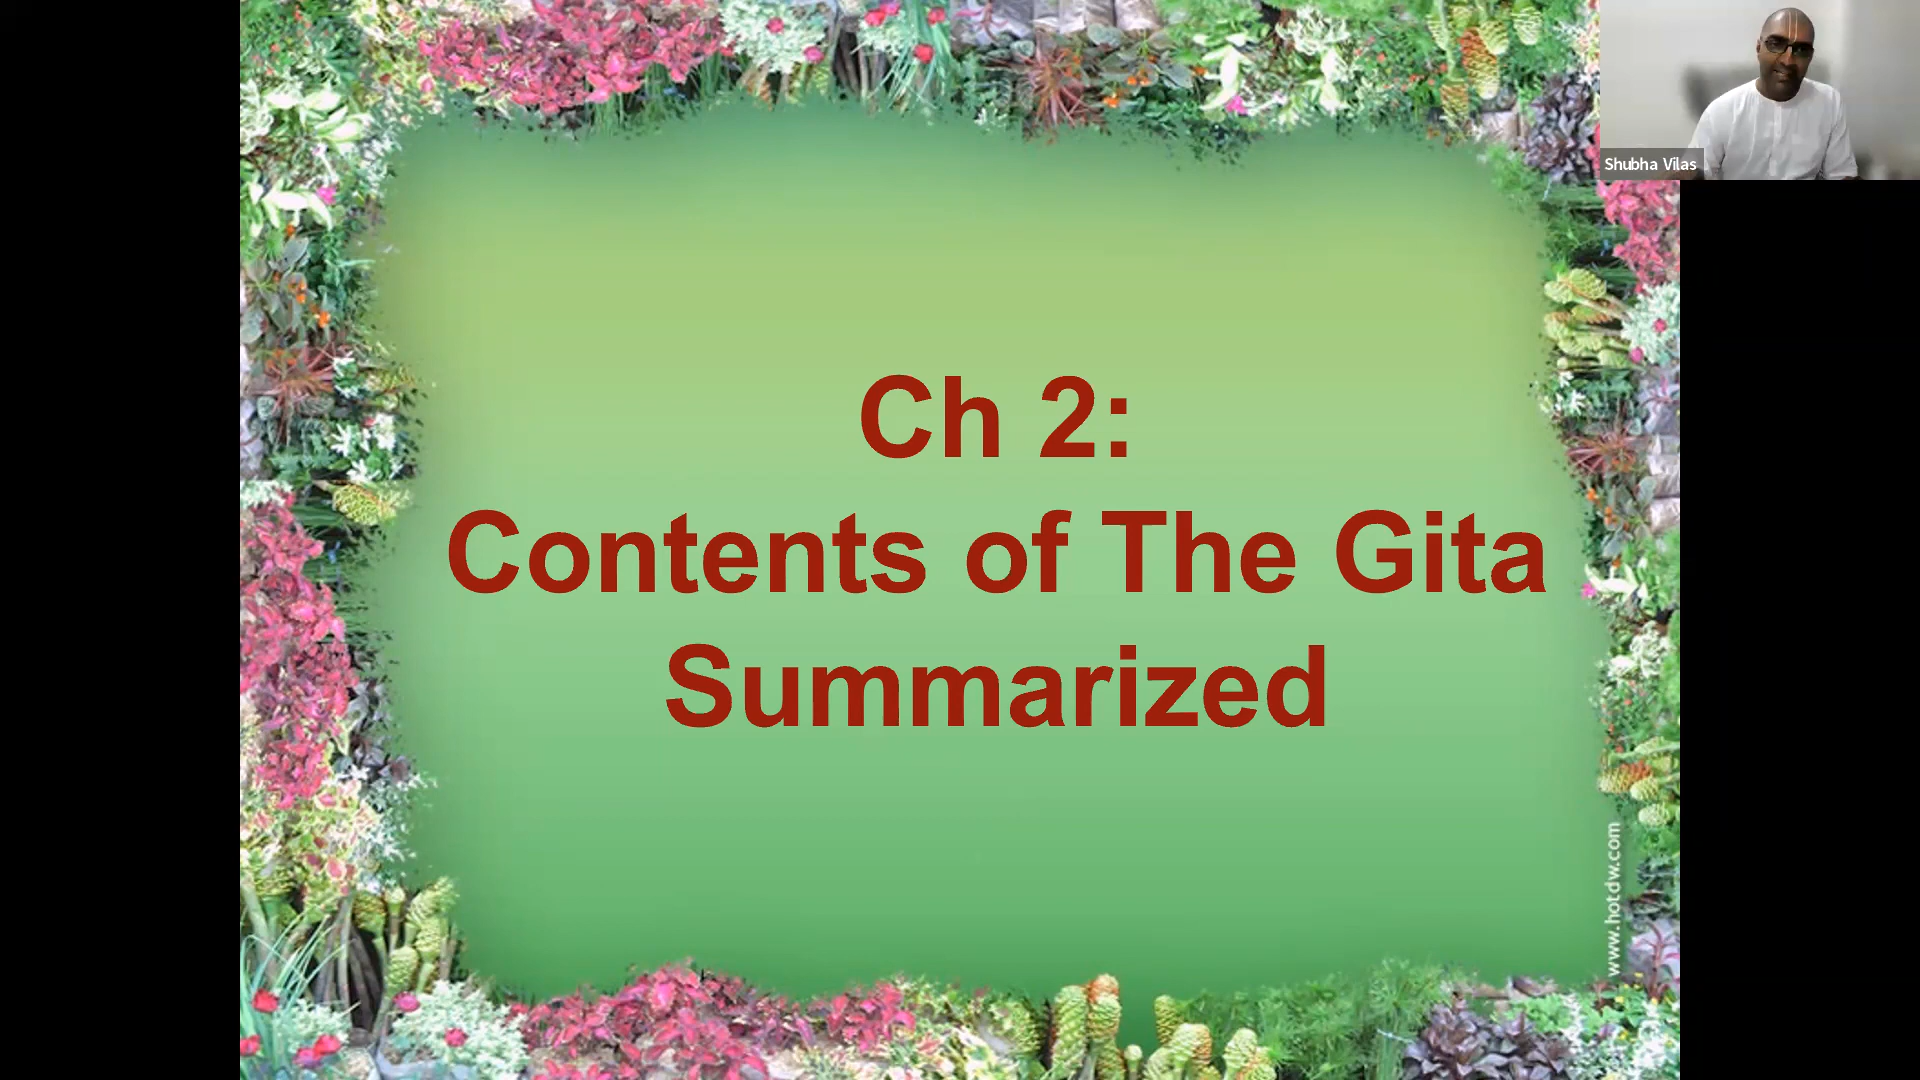 Shubha Vilas
Ch 2:
Contents of The Gita
Summarized
www.hotdw.com